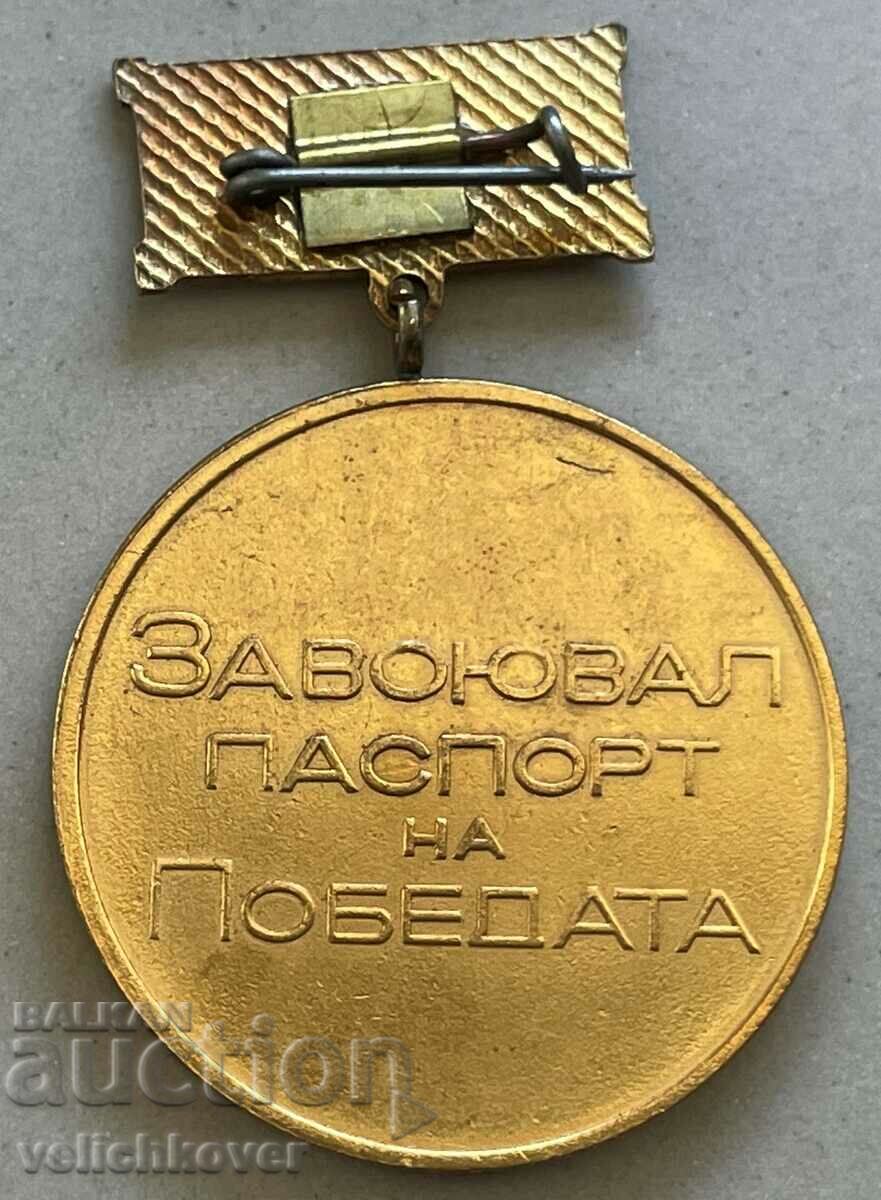 ЗАВОЮВАЛ
ПАСПОРТ
НА
ПОБЕДАТА
BALKAN
auction
velichkover